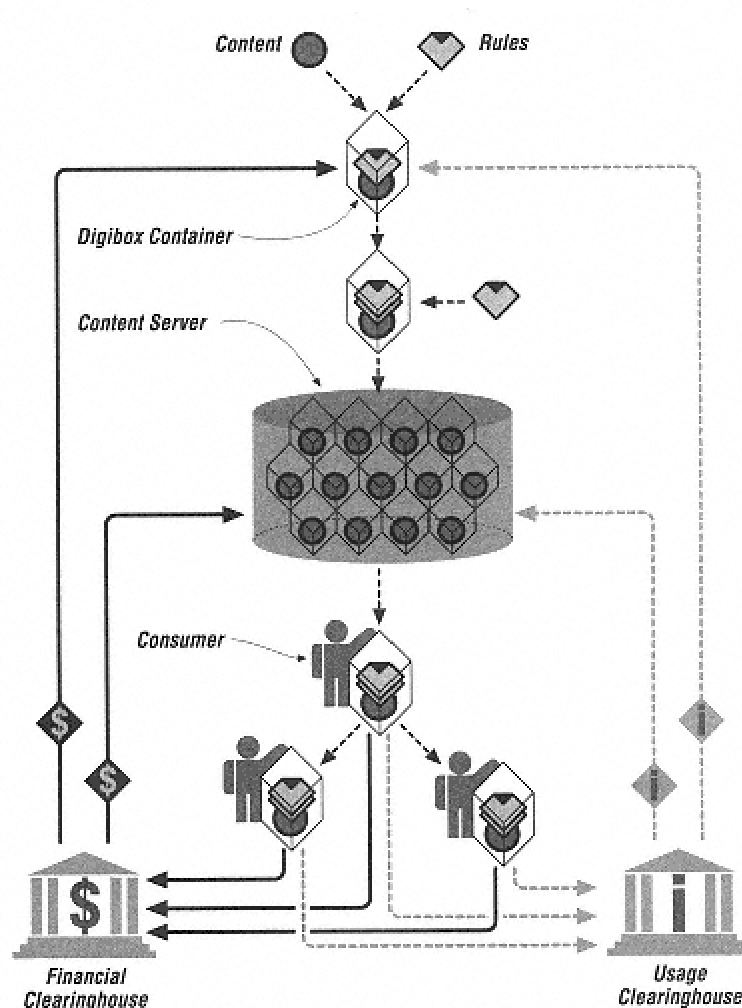 Content
Rules
Digibox Container
Content Server
Consumer
$
i
$
i
$
i
Financial
Clearinghouse
Usage
Clearinghouse